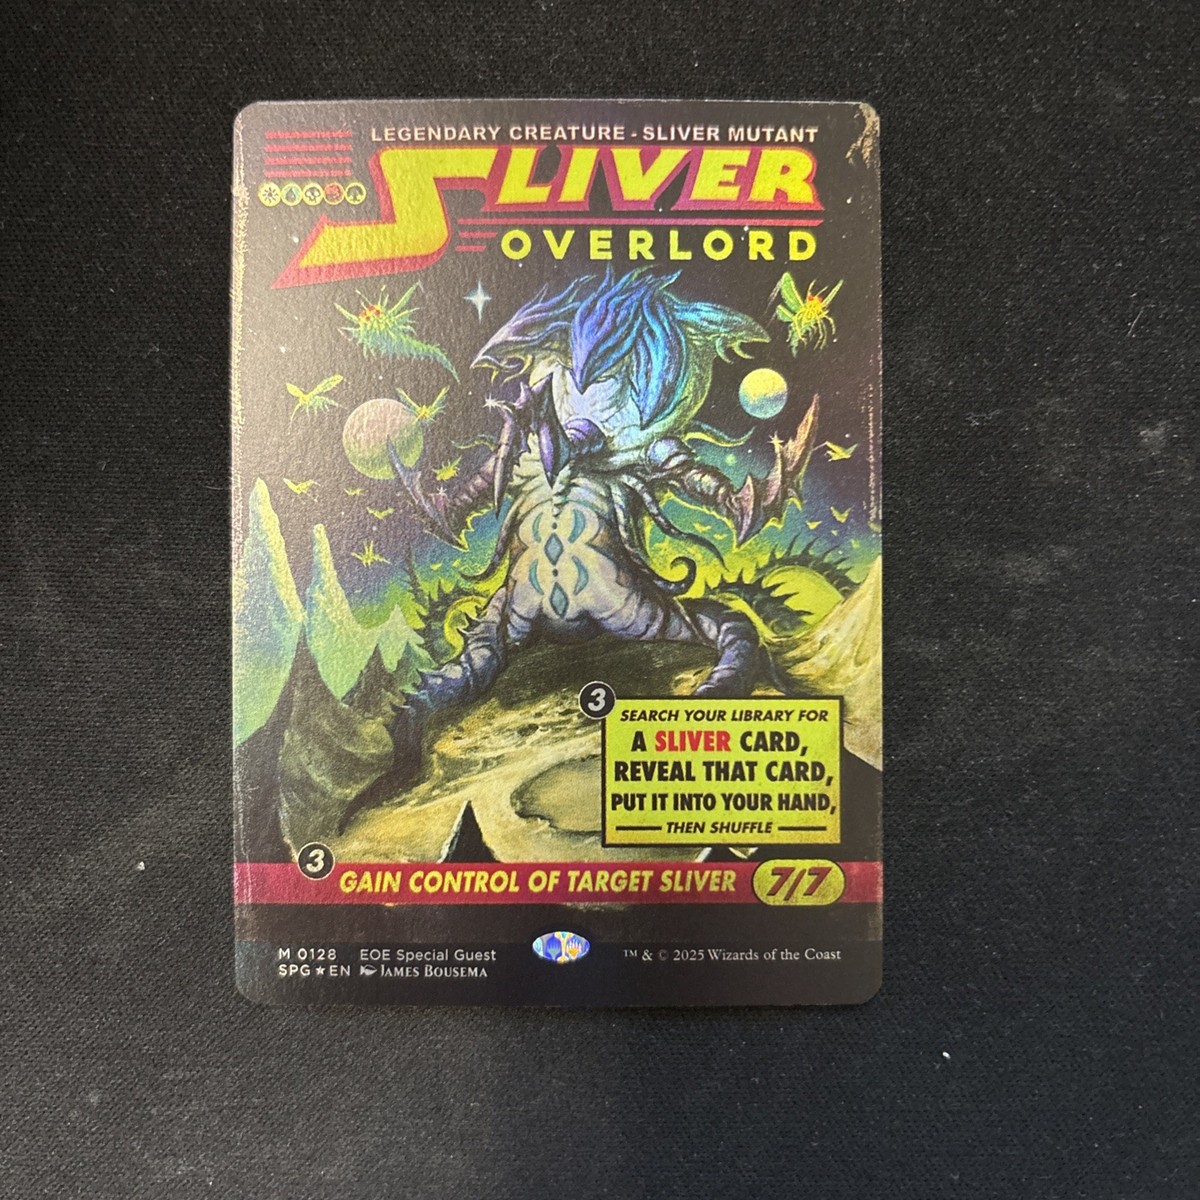 LEGENDARY CREATURE - SLIVER MUTANT
SLIVER
OVERLORD
3
SEARCH YOUR LIBRARY FOR
A SLIVER CARD,
REVEAL THAT CARD,
PUT IT INTO YOUR HAND,
THEN SHUFFLE
3
GAIN CONTROL OF TARGET SLIVER 7/7
M 0128 EOE Special Guest
SPG ★ EN JAMES BOUSEMA
™ & © 2025 Wizards of the Coast